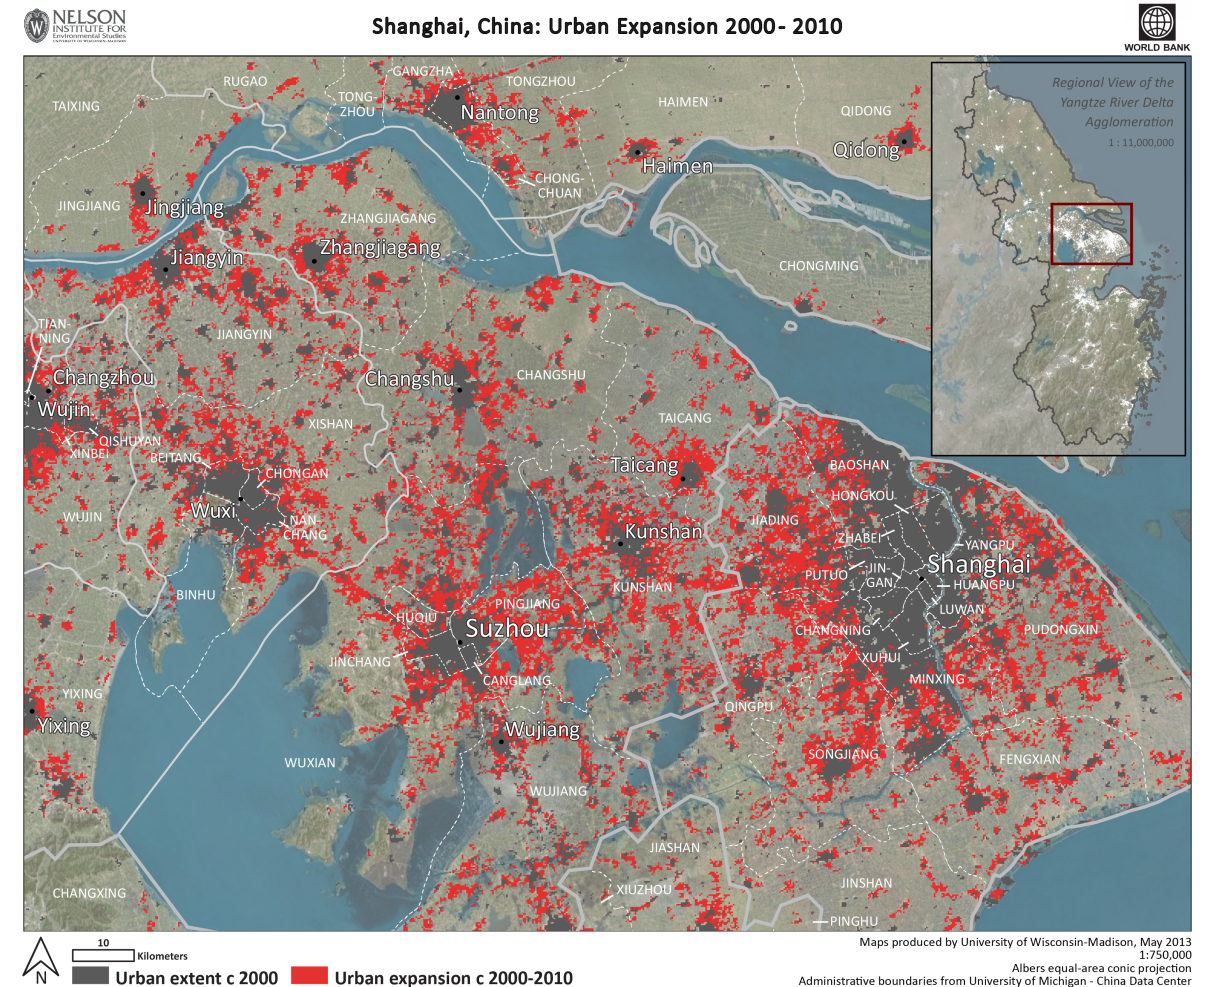 NELSON
INSTITUTE FOR
Environmental Studies
UNIVERSITY OF WISCONSIN-MADISON
Shanghai, China: Urban Expansion 2000 - 2010
WORLD BANK
Regional View of the
Yangtze River Delta
Agglomeration
1 : 11,000,000
TAIXING
RUGAO
TONG-
ZHOU
GANGZHA
TONGZHOU
HAIMEN
QIDONG
Nantong
Qidong
Haimen
CHONG-
CHUAN
JINGJIANG
Jingjiang
ZHANGJIAGANG
Zhangjiagang
Jiangyin
CHONGMING
TIAN-
NING
JIANGYIN
Changzhou
Changshu
CHANGSHU
Wujin
QISHUYAN
XINBEI
XISHAN
TAICANG
BEITANG
CHONGAN
Taicang
BAOSHAN
HONGKOU
Wuxi
NAN
CHANG
WUJIN
Kunshan
JIADING
ZHABEI
YANGPU
Shanghai
PUTUO
JIN
GAN
HUANGPU
KUNSHAN
BINHU
PINGJIANG
HUQIU
LUWAN
Suzhou
CHANGNING
PUDONGXIN
JINCHANG
XUHUI
CANGLANG
MINXING
YIXING
Yixing
QINGPU
Wujiang
SONGJIANG
FENGXIAN
WUXIAN
WUJIANG
JIASHAN
CHANGXING
XIUZHOU
JINSHAN
PINGHU
N
10
Kilometers
Urban extent c 2000
Urban expansion c 2000-2010
Maps produced by University of Wisconsin-Madison, May 2013
1:750,000
Albers equal-area conic projection
Administrative boundaries from University of Michigan - China Data Center